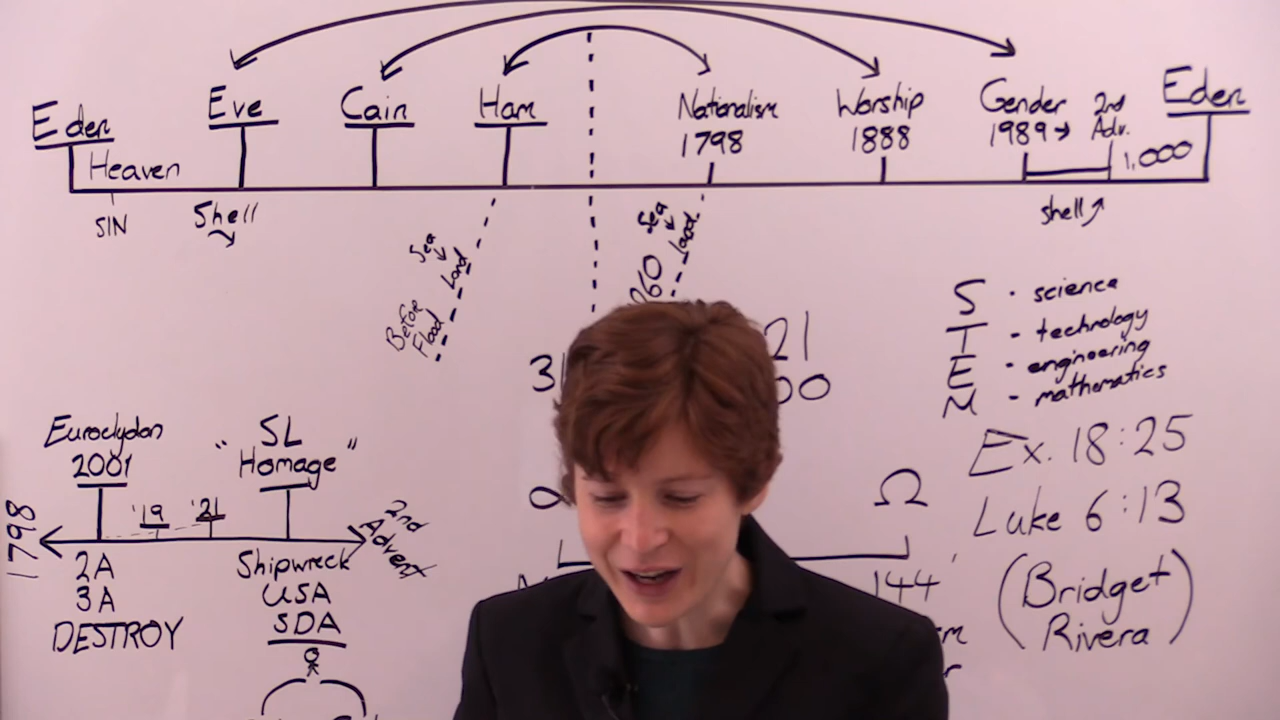 Eden
Eve
Cain
Ham
Nationalism
1798
Worship
1888
Gender
1989→
2nd
Adv.
Eden
Heaven
1,000
SIN
Shell
shell
Sea
Land
Before
Flood
Sea
Land
S · science
T - technology
E · engineering
M - mathematics
Ex. 18:25
Luke 6:13
(Bridget
Rivera)
Euroclydon
2001
'19
'21
"SL
Homage"
1798
2nd
Advent
2A
3A
DESTROY
Shipwreck
USA
SDA
α
Ω
144